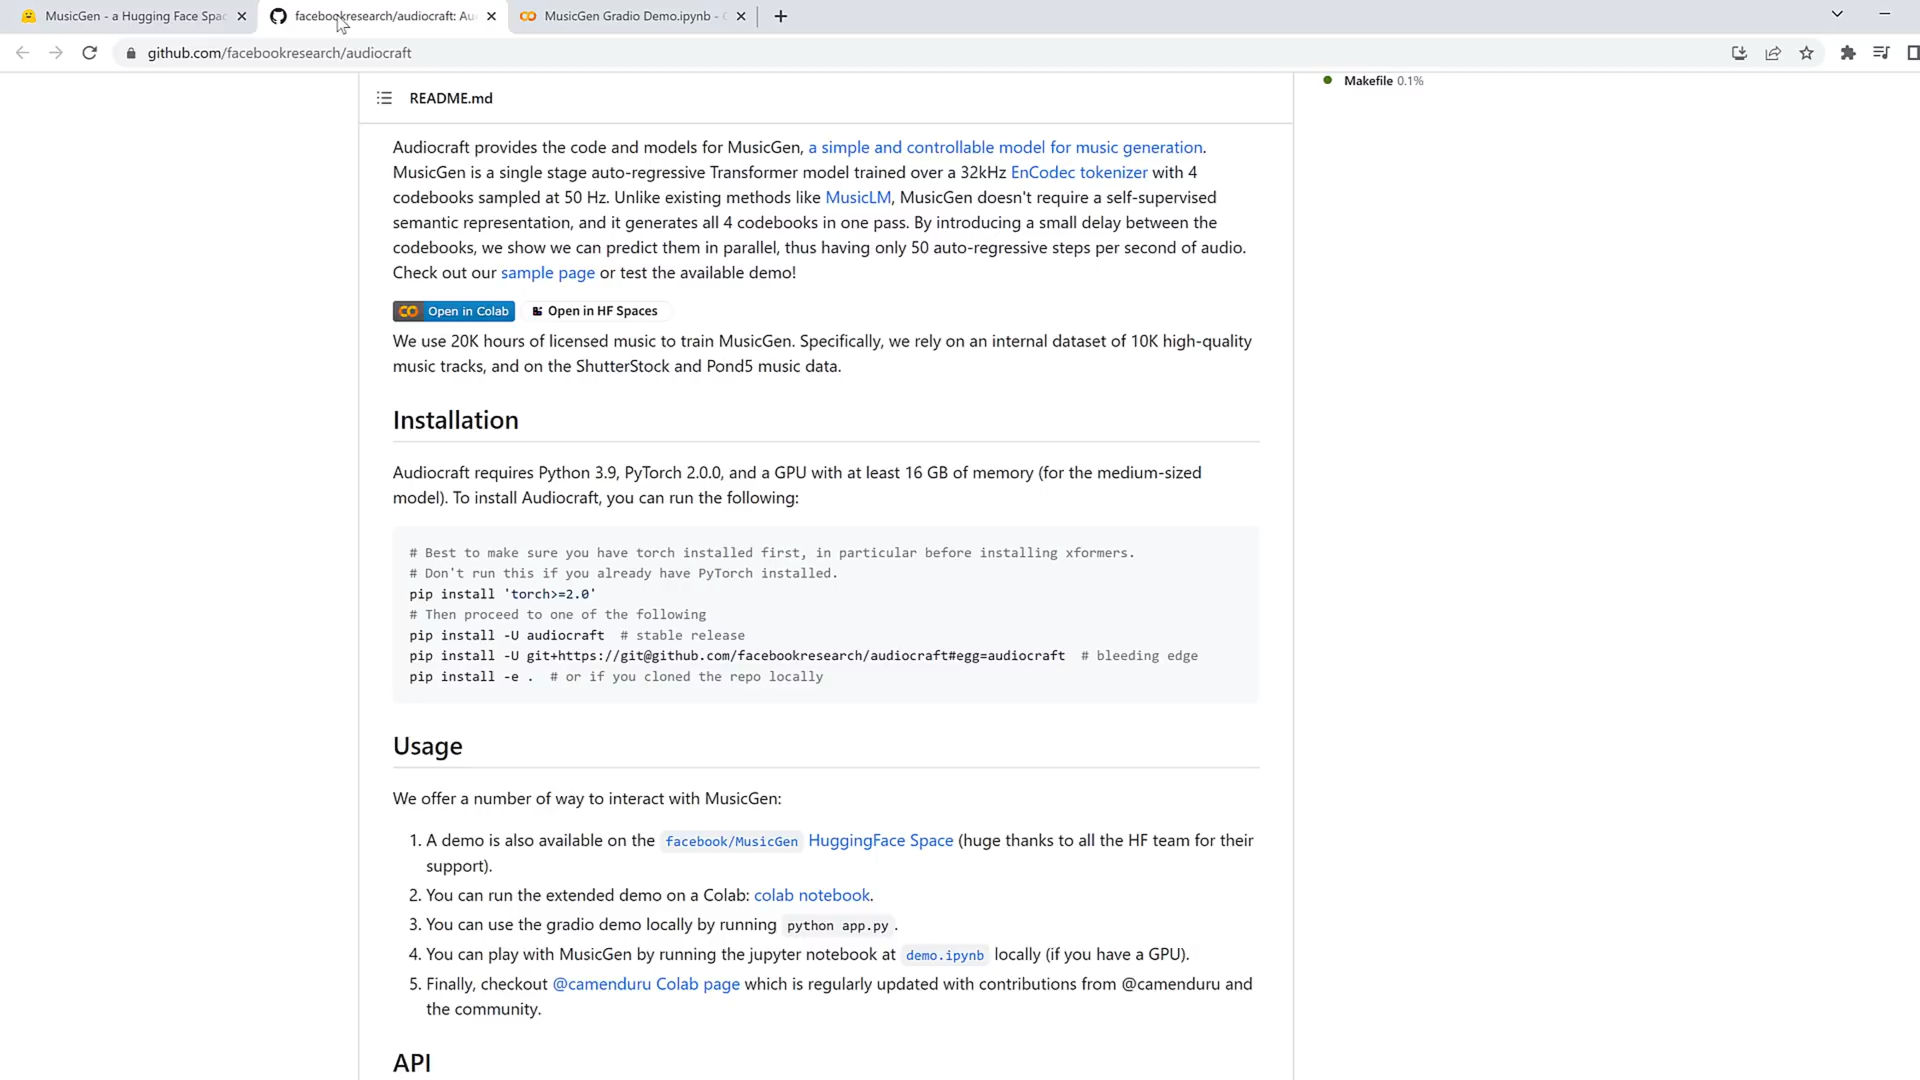 MusicGen - a Hugging Face Spac
facebookresearch/audiocraft: Au
MusicGen Gradio Demo.ipynb - C
github.com/facebookresearch/audiocraft
Makefile 0.1%
README.md
Audiocraft provides the code and models for MusicGen, a simple and controllable model for music generation.
MusicGen is a single stage auto-regressive Transformer model trained over a 32kHz EnCodec tokenizer with 4
codebooks sampled at 50 Hz. Unlike existing methods like MusicLM, MusicGen doesn't require a self-supervised
semantic representation, and it generates all 4 codebooks in one pass. By introducing a small delay between the
codebooks, we show we can predict them in parallel, thus having only 50 auto-regressive steps per second of audio.
Check out our sample page or test the available demo!
Open in Colab Open in HF Spaces
We use 20K hours of licensed music to train MusicGen. Specifically, we rely on an internal dataset of 10K high-quality
music tracks, and on the ShutterStock and Pond5 music data.
Installation
Audiocraft requires Python 3.9, PyTorch 2.0.0, and a GPU with at least 16 GB of memory (for the medium-sized
model). To install Audiocraft, you can run the following:
# Best to make sure you have torch installed first, in particular before installing xformers.
# Don't run this if you already have PyTorch installed.
pip install 'torch>=2.0'
# Then proceed to one of the following
pip install -U audiocraft  # stable release
pip install -U git+https://git@github.com/facebookresearch/audiocraft#egg=audiocraft  # bleeding edge
pip install -e .  # or if you cloned the repo locally
Usage
We offer a number of way to interact with MusicGen:
1. A demo is also available on the facebook/MusicGen HuggingFace Space (huge thanks to all the HF team for their
support).
2. You can run the extended demo on a Colab: colab notebook.
3. You can use the gradio demo locally by running python app.py .
4. You can play with MusicGen by running the jupyter notebook at demo.ipynb locally (if you have a GPU).
5. Finally, checkout @camenduru Colab page which is regularly updated with contributions from @camenduru and
the community.
API